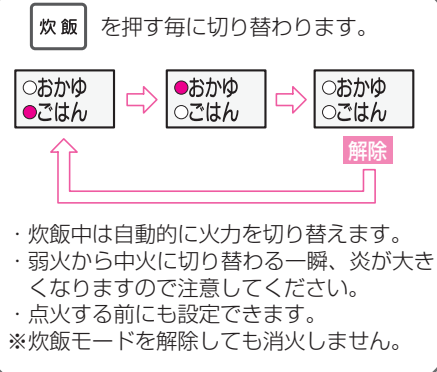 炊飯 を押す毎に切り替わります。
○おかゆ
●ごはん
●おかゆ
○ごはん
○おかゆ
○ごはん
解除
・炊飯中は自動的に火力を切り替えます。
・弱火から中火に切り替わる一瞬、炎が大き
くなりますので注意してください。
・点火する前にも設定できます。
※炊飯モードを解除しても消火しません。